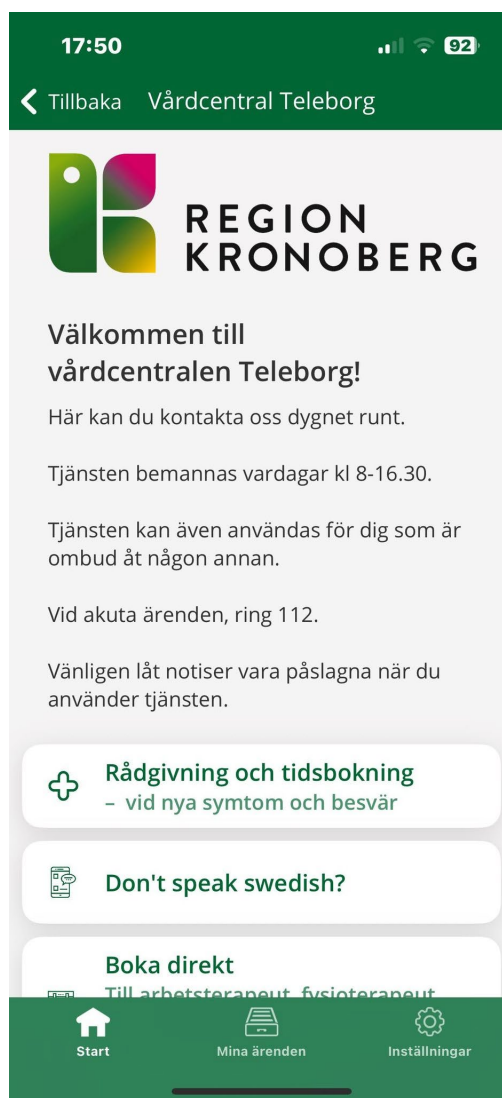 17:50
92
Tillbaka Vårdcentral Teleborg
REGION
KRONOBERG
Välkommen till
vårdcentralen Teleborg!
Här kan du kontakta oss dygnet runt.
Tjänsten bemannas vardagar kl 8-16.30.
Tjänsten kan även användas för dig som är
ombud åt någon annan.
Vid akuta ärenden, ring 112.
Vänligen låt notiser vara påslagna när du
använder tjänsten.
Rådgivning och tidsbokning
– vid nya symtom och besvär
Don't speak swedish?
Boka direkt
Till arbetsterapeut, fysioterapeut
Start Mina ärenden Inställningar